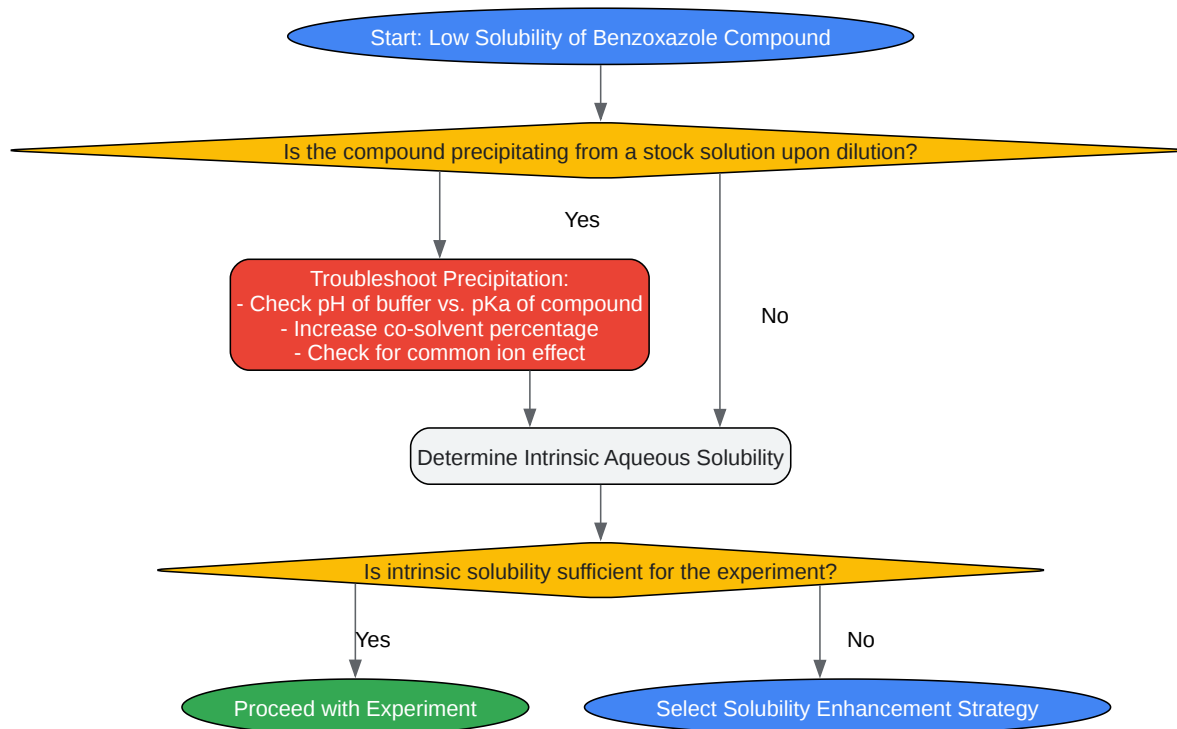 Start: Low Solubility of Benzoxazole Compound
Is the compound precipitating from a stock solution upon dilution?
Yes
Troubleshoot Precipitation:
- Check pH of buffer vs. pKa of compound
- Increase co-solvent percentage
- Check for common ion effect
No
Determine Intrinsic Aqueous Solubility
Is intrinsic solubility sufficient for the experiment?
Yes
No
Proceed with Experiment
Select Solubility Enhancement Strategy